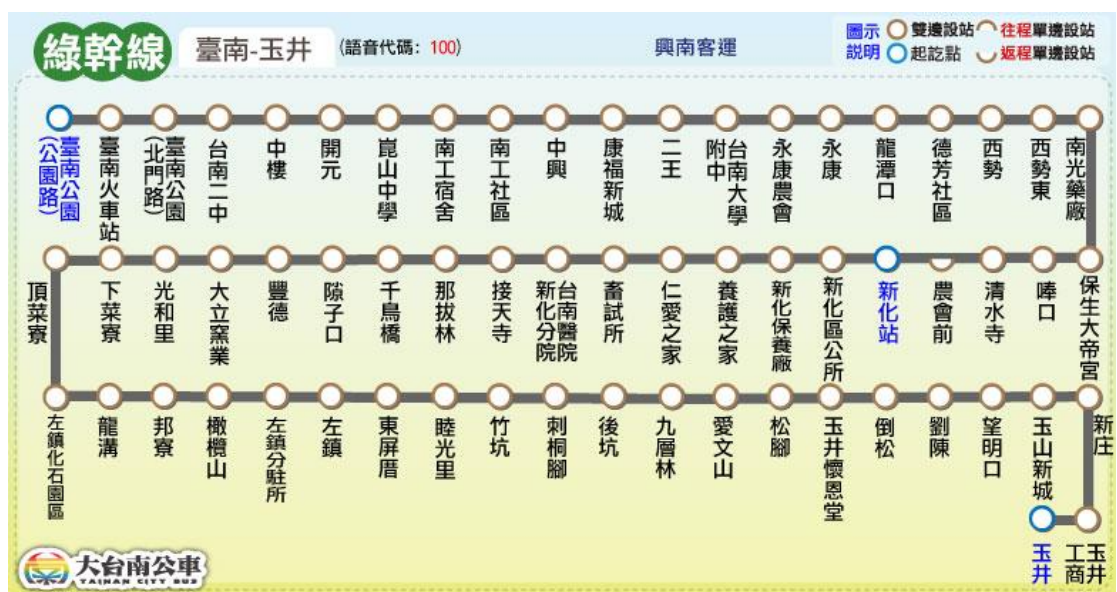 綠幹線
臺南-玉井
(語音代碼：100)
興南客運
圖示說明
雙邊設站
往程單邊設站
起訖點
返程單邊設站
臺南公園(公園路)
臺南火車站
臺南公園(北門路)
台南二中
中樓
開元
崑山中學
南工宿舍
南工社區
中興
康福新城
二王
台南大學附中
永康農會
永康
龍潭口
德芳社區
西勢
西勢東
南光藥廠
頂菜寮
下菜寮
光和里
大立窯業
豐德
隙子口
千鳥橋
那拔林
接天寺
台南醫院新化分院
畜試所
仁愛之家
養護之家
新化保養廠
新化區公所
新化站
農會前
清水寺
唪口
保生大帝宮
左鎮化石園區
龍溝
邦寮
橄欖山
左鎮分駐所
左鎮
東屏厝
睦光里
竹坑
刺桐腳
後坑
九層林
愛文山
松腳
玉井懷恩堂
倒松
劉陳
望明口
玉山新城
新庄
玉井
玉井工商
大台南公車
TAINAN CITY BUS